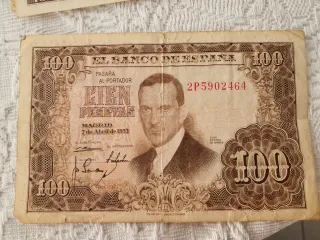 EL BANCO DE ESPAÑA
100
100
PAGARA
AL PORTADOR
2P5902464
CIEN
PESETAS
MADRID
7 de Abril de 1953
100
100